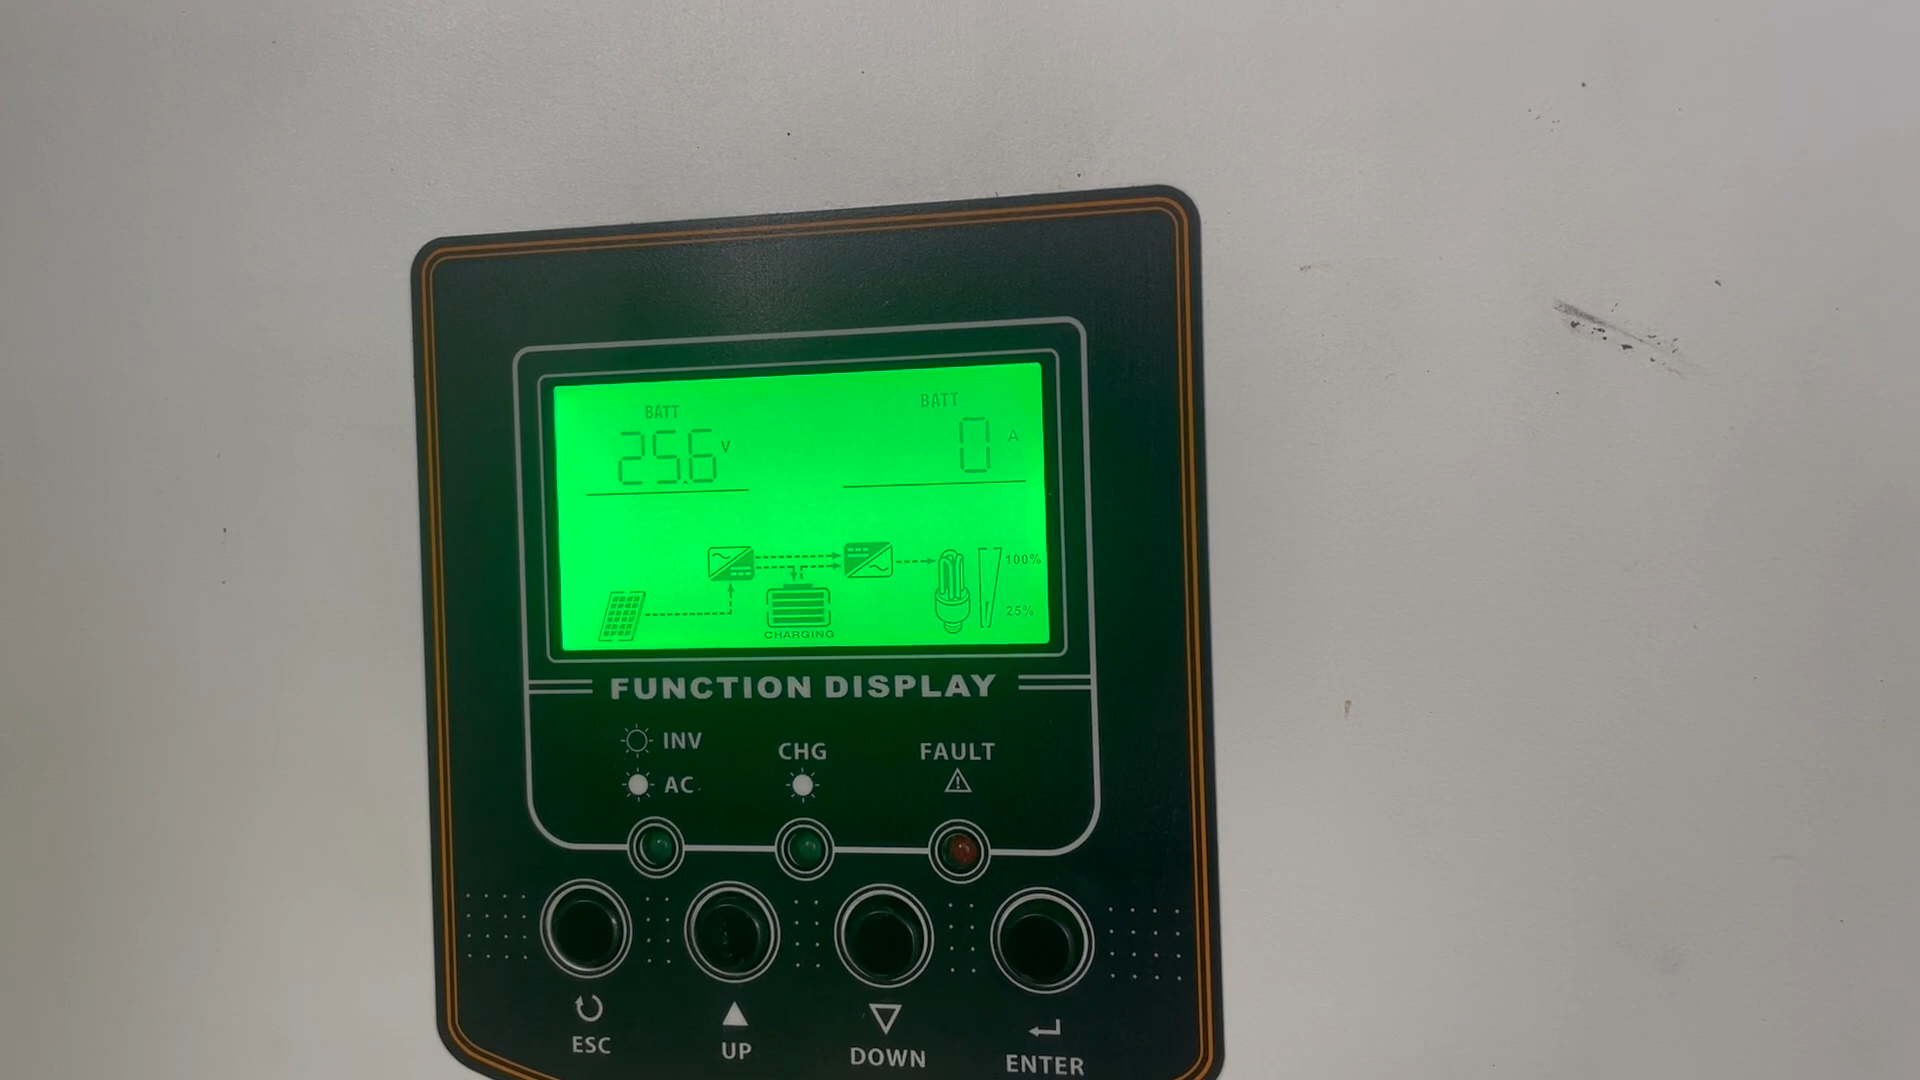 BATT BATT
25.6 V 0 A
100%
25%
CHARGING
FUNCTION DISPLAY
INV
CHG FAULT
AC
ESC UP DOWN ENTER